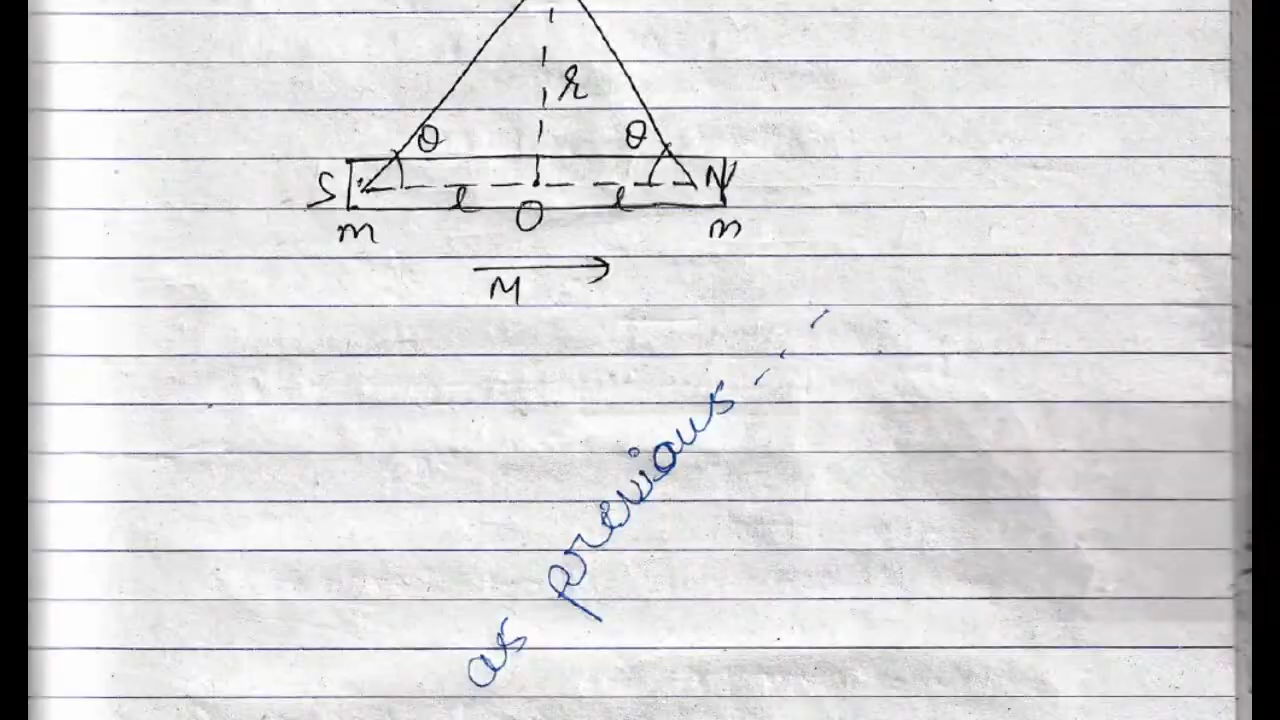 r
θ θ
S N
l O l
m m
M
as previous - - -